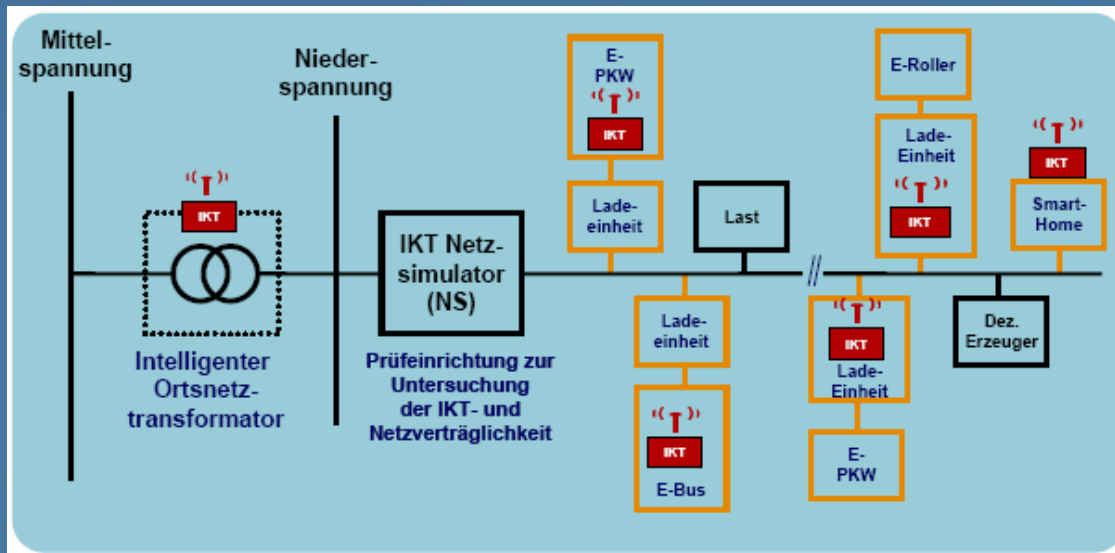 Mittel-
spannung
Nieder-
spannung
IKT
Intelligenter
Ortsnetz-
transformator
IKT Netz-
simulator
(NS)
Prüfeinrichtung zur
Untersuchung
der IKT- und
Netzverträglichkeit
E-
PKW
IKT
Lade-
einheit
Lade-
einheit
IKT
E-Bus
Last
//
E-Roller
Lade-
Einheit
IKT
IKT
Lade-
Einheit
E-
PKW
IKT
Smart-
Home
Dez.
Erzeuger